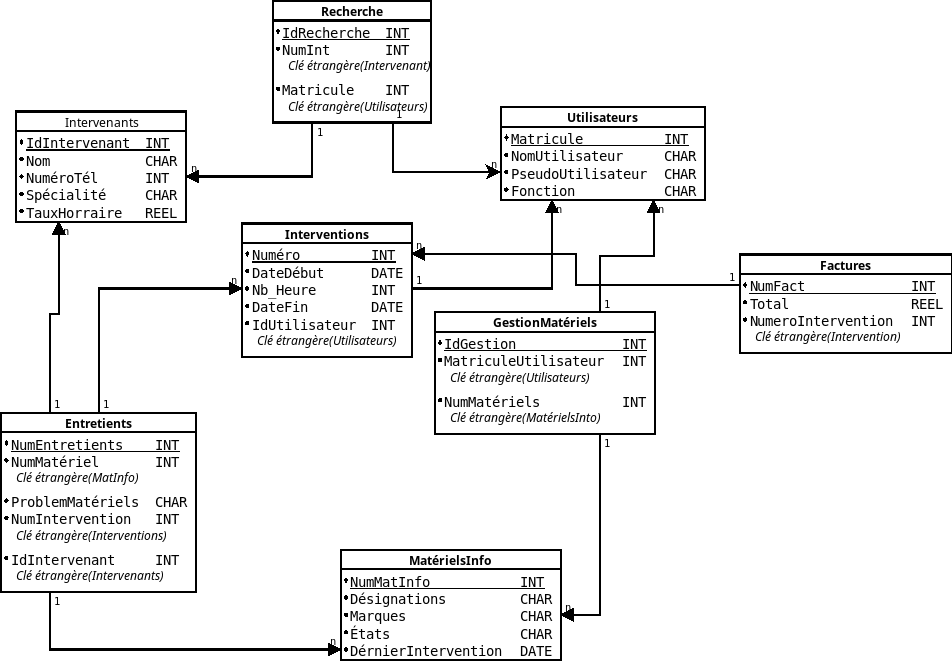 Recherche
IdRecherche INT
NumInt INT
Clé étrangère(Intervenant)
Matricule INT
Clé étrangère(Utilisateurs)
1
1
n
n
Intervenants
IdIntervenant INT
Nom CHAR
NuméroTél INT
Spécialité CHAR
TauxHorraire REEL
n
Utilisateurs
Matricule INT
NomUtilisateur CHAR
PseudoUtilisateur CHAR
Fonction CHAR
n
n
Interventions
Numéro INT
DateDébut DATE
Nb_Heure INT
DateFin DATE
IdUtilisateur INT
Clé étrangère(Utilisateurs)
n
n
1
1
Factures
NumFact INT
Total REEL
NumeroIntervention INT
Clé étrangère(Intervention)
1
GestionMatériels
IdGestion INT
MatriculeUtilisateur INT
Clé étrangère(Utilisateurs)
NumMatériels INT
Clé étrangère(MatérielsInto)
1
1
1
Entretients
NumEntretients INT
NumMatériel INT
Clé étrangère(MatInfo)
ProblemMatériels CHAR
NumIntervention INT
Clé étrangère(Interventions)
IdIntervenant INT
Clé étrangère(Intervenants)
1
n
n
MatérielsInfo
NumMatInfo INT
Désignations CHAR
Marques CHAR
États CHAR
DérnierIntervention DATE